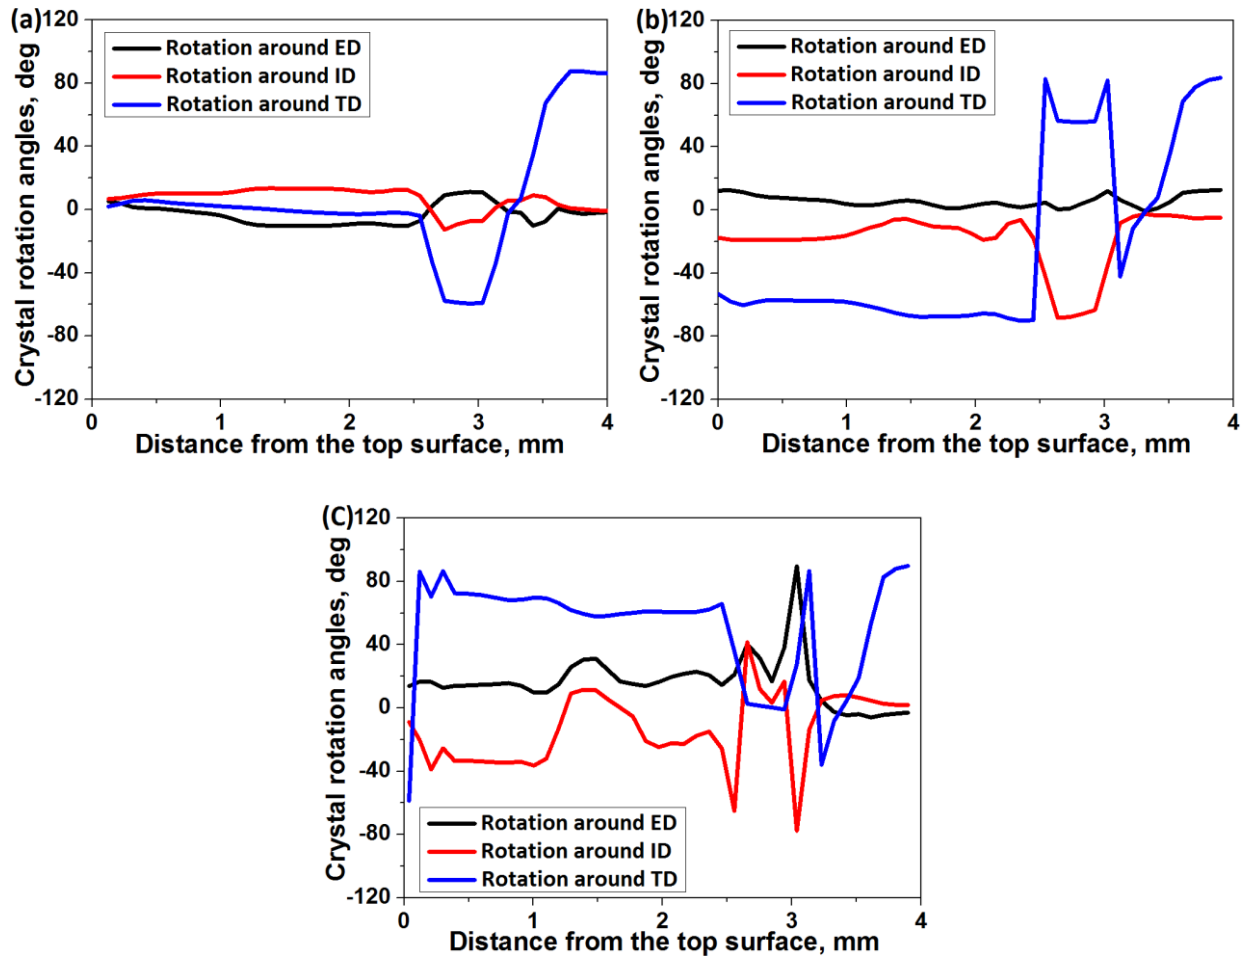 (a)
Crystal rotation angles, deg
120
80
40
0
-40
-80
-120
Rotation around ED
Rotation around ID
Rotation around TD
0 1 2 3 4
Distance from the top surface, mm
(b)
Crystal rotation angles, deg
120
80
40
0
-40
-80
-120
Rotation around ED
Rotation around ID
Rotation around TD
0 1 2 3 4
Distance from the top surface, mm
(C)
Crystal rotation angles, deg
120
80
40
0
-40
-80
-120
Rotation around ED
Rotation around ID
Rotation around TD
0 1 2 3 4
Distance from the top surface, mm